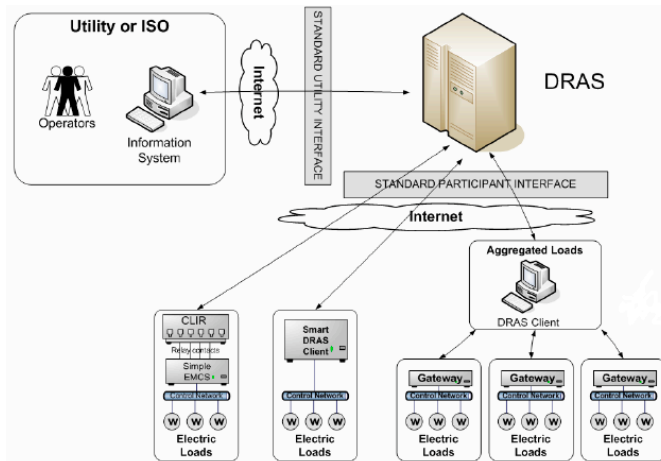 Utility or ISO
Operators
Information
System
Internet
STANDARD UTILITY
INTERFACE
DRAS
STANDARD PARTICIPANT INTERFACE
Internet
Aggregated Loads
DRAS Client
CLIR
Relay contacts
Simple
EMCS
Control Network
W W W
Electric
Loads
Smart
DRAS
Client
Control Network
W W W
Electric
Loads
Gateway
Control Network
W W W
Electric
Loads
Gateway
Control Network
W W W
Electric
Loads
Gateway
Control Network
W W W
Electric
Loads